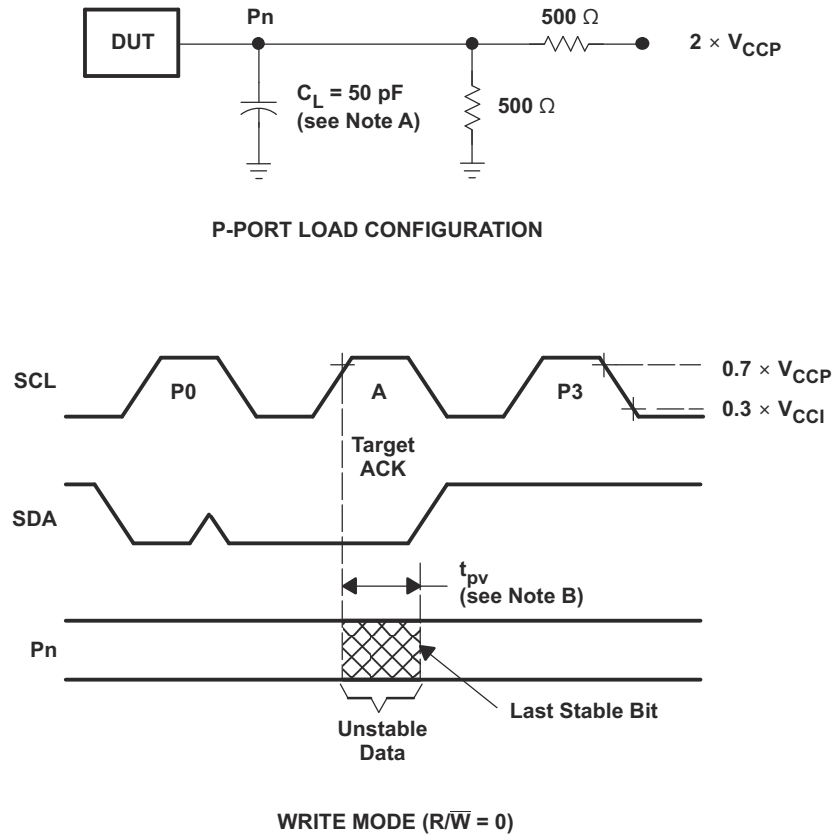 Pn
500 Ω
DUT
2 × VCCP
CL = 50 pF
(see Note A)
500 Ω
P-PORT LOAD CONFIGURATION
SCL
P0
A
P3
0.7 × VCCP
0.3 × VCCI
Target
ACK
SDA
tpv
(see Note B)
Pn
Last Stable Bit
Unstable
Data
WRITE MODE (R/W̅ = 0)